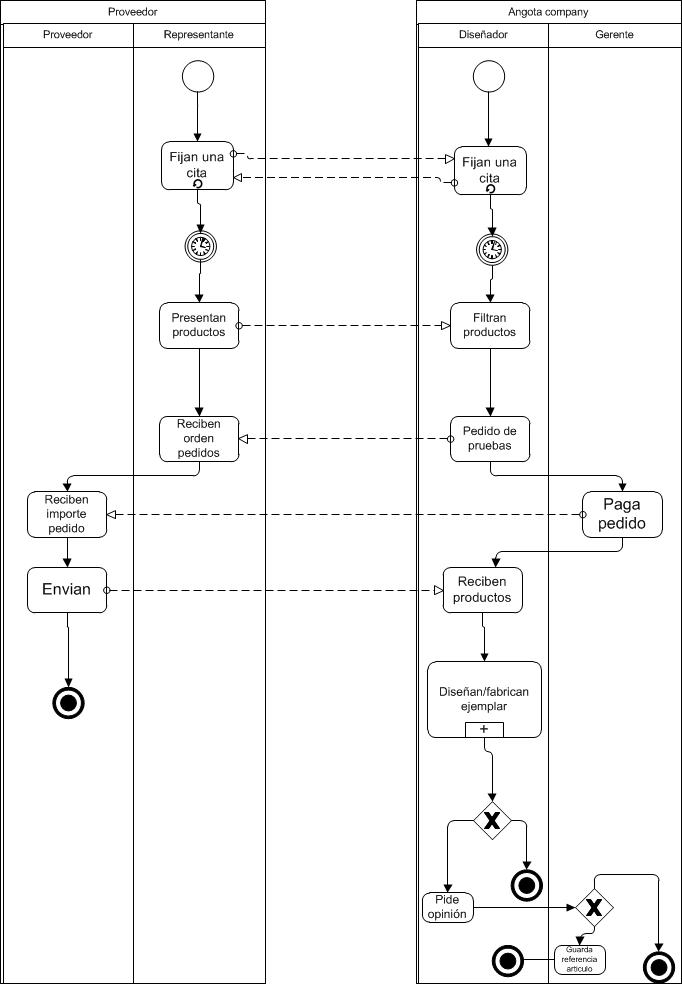 Proveedor
Angota company
Proveedor
Representante
Diseñador
Gerente
Fijan una
cita
Fijan una
cita
Presentan
productos
Filtran
productos
Reciben
orden
pedidos
Pedido de
pruebas
Reciben
importe
pedido
Paga
pedido
Envian
Reciben
productos
Diseñan/fabrican
ejemplar
+
X
Pide
opinión
X
Guarda
referencia
articulo